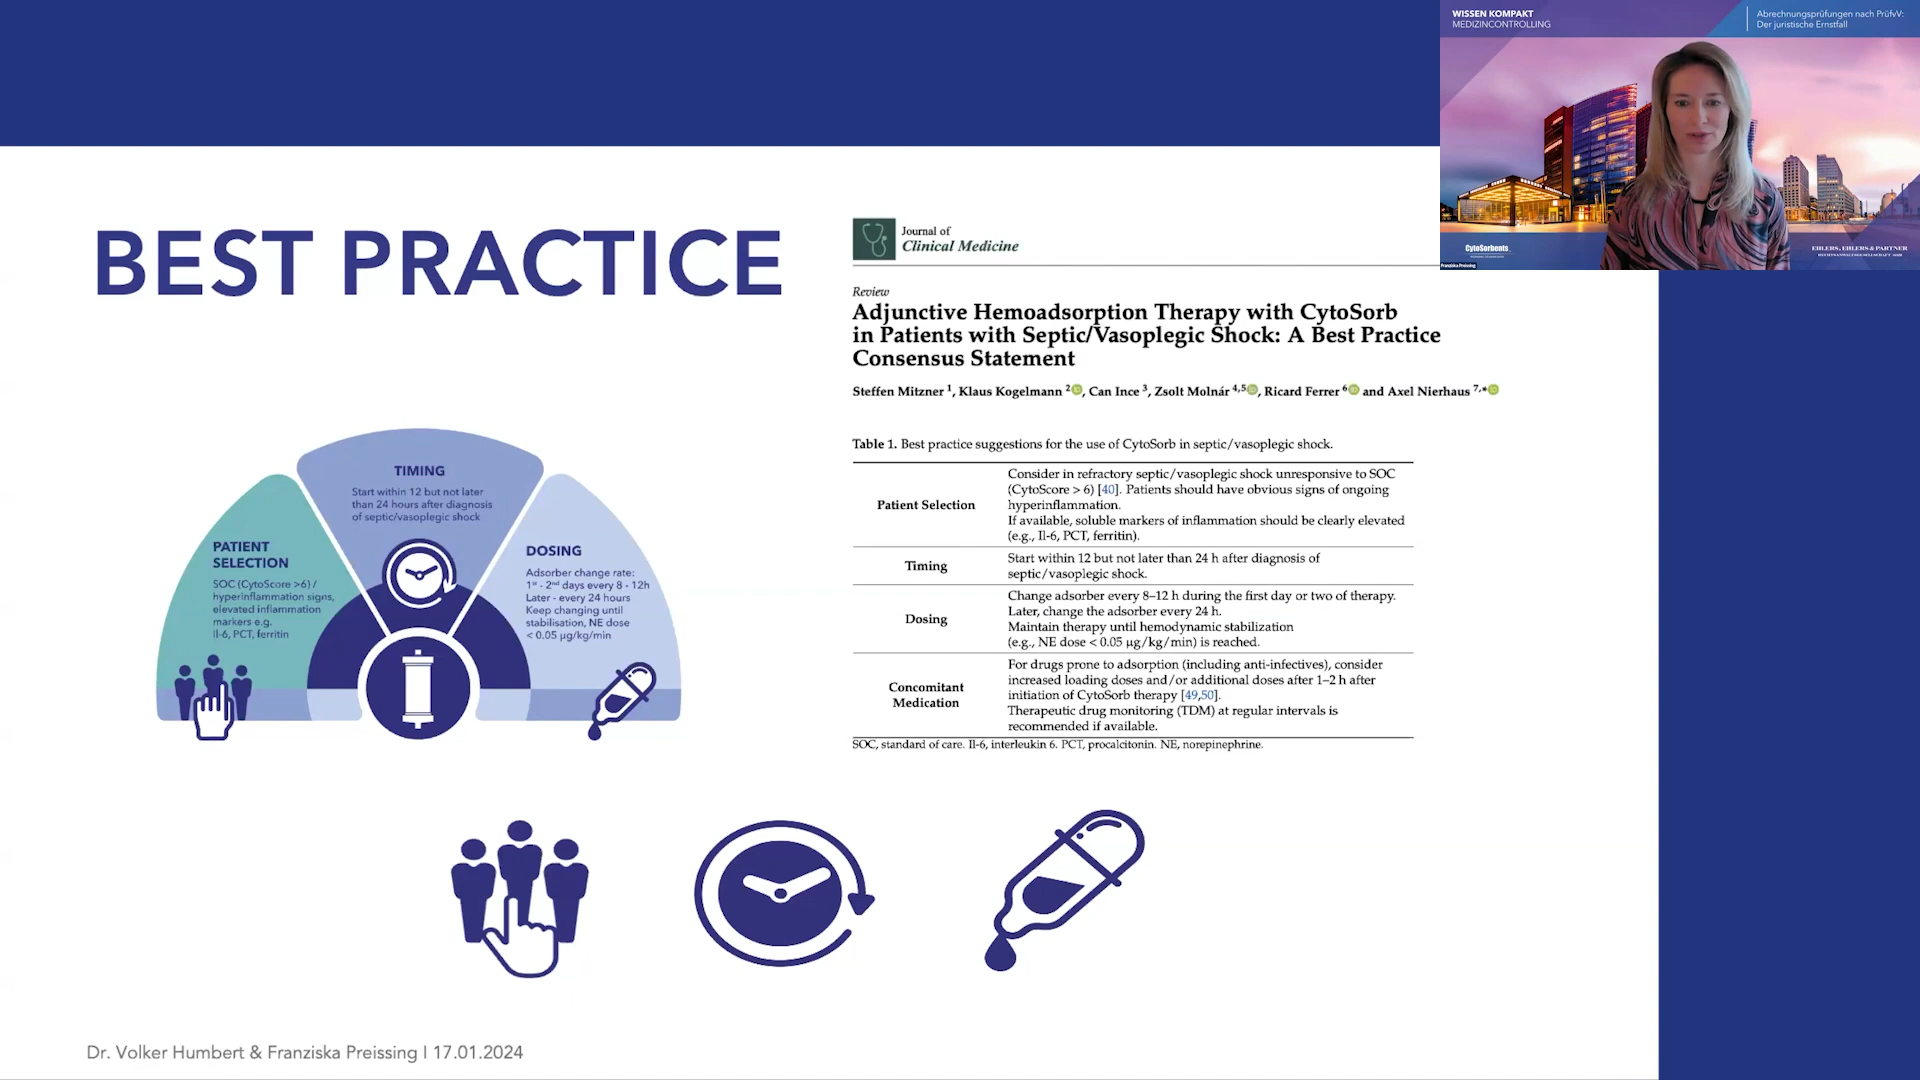 WISSEN KOMPAKT
MEDIZINCONTROLLING
Abrechnungsprüfungen nach PrüfvV:
Der juristische Ernstfall
CytoSorbents
EHLERS, EHLERS & PARTNER
RECHTSANWALTSGESELLSCHAFT MBB
Franziska Preissing
BEST PRACTICE
TIMING
Start within 12 but not later
than 24 hours after diagnosis
of septic/vasoplegic shock
PATIENT
SELECTION
SOC (CytoScore >6) /
hyperinflammation signs,
elevated inflammation
markers e.g.
Il-6, PCT, ferritin
DOSING
Adsorber change rate:
1st - 2nd days every 8 - 12h
Later - every 24 hours
Keep changing until
stabilisation, NE dose
< 0.05 µg/kg/min
Journal of
Clinical Medicine
Review
Adjunctive Hemoadsorption Therapy with CytoSorb
in Patients with Septic/Vasoplegic Shock: A Best Practice
Consensus Statement
Steffen Mitzner 1, Klaus Kogelmann 2, Can Ince 3, Zsolt Molnár 4,5, Ricard Ferrer 6 and Axel Nierhaus 7,*
Table 1. Best practice suggestions for the use of CytoSorb in septic/vasoplegic shock.
Patient Selection
Consider in refractory septic/vasoplegic shock unresponsive to SOC
(CytoScore > 6) [40]. Patients should have obvious signs of ongoing
hyperinflammation.
If available, soluble markers of inflammation should be clearly elevated
(e.g., Il-6, PCT, ferritin).
Timing
Start within 12 but not later than 24 h after diagnosis of
septic/vasoplegic shock.
Dosing
Change adsorber every 8–12 h during the first day or two of therapy.
Later, change the adsorber every 24 h.
Maintain therapy until hemodynamic stabilization
(e.g., NE dose < 0.05 µg/kg/min) is reached.
Concomitant
Medication
For drugs prone to adsorption (including anti-infectives), consider
increased loading doses and/or additional doses after 1–2 h after
initiation of CytoSorb therapy [49,50].
Therapeutic drug monitoring (TDM) at regular intervals is
recommended if available.
SOC, standard of care. Il-6, interleukin 6. PCT, procalcitonin. NE, norepinephrine.
Dr. Volker Humbert & Franziska Preissing I 17.01.2024